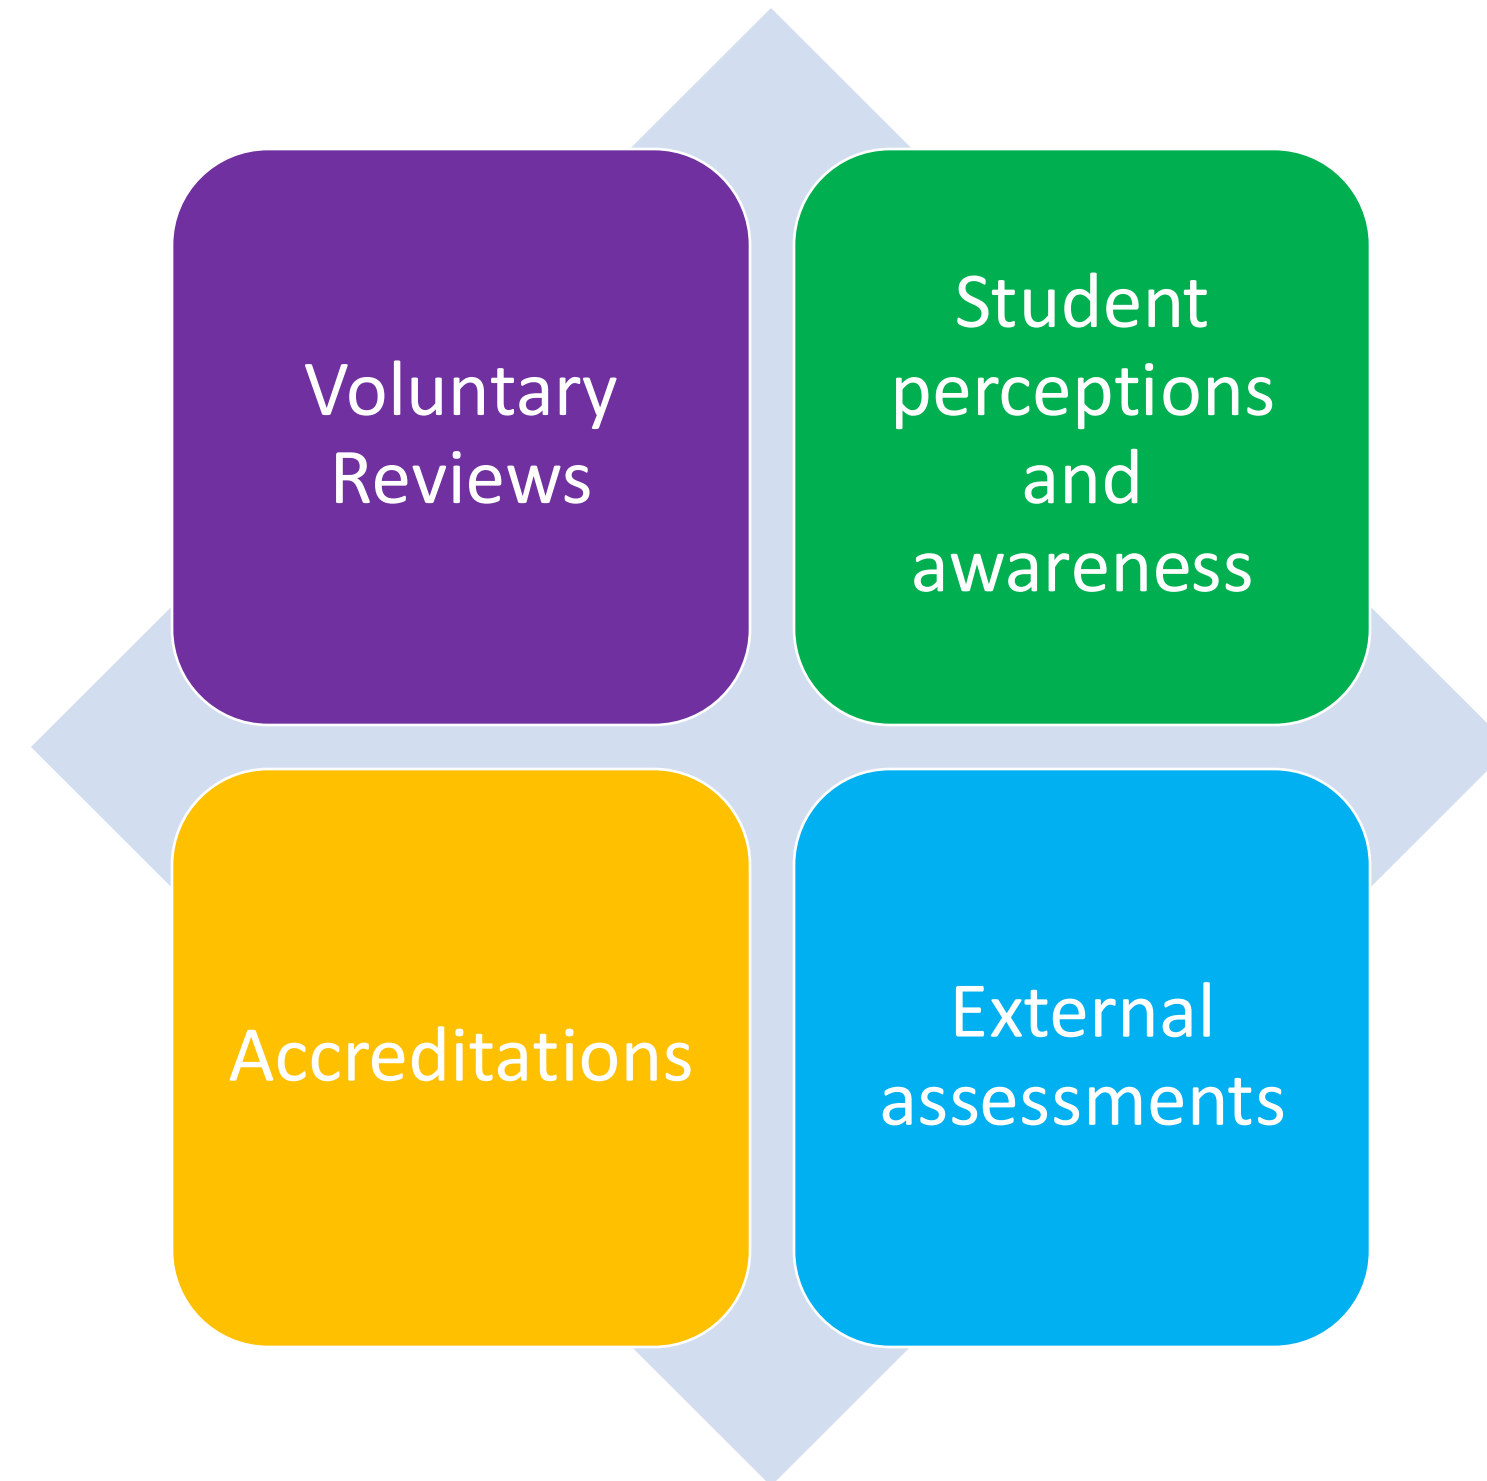 Voluntary
Reviews
Student
perceptions
and
awareness
Accreditations
External
assessments